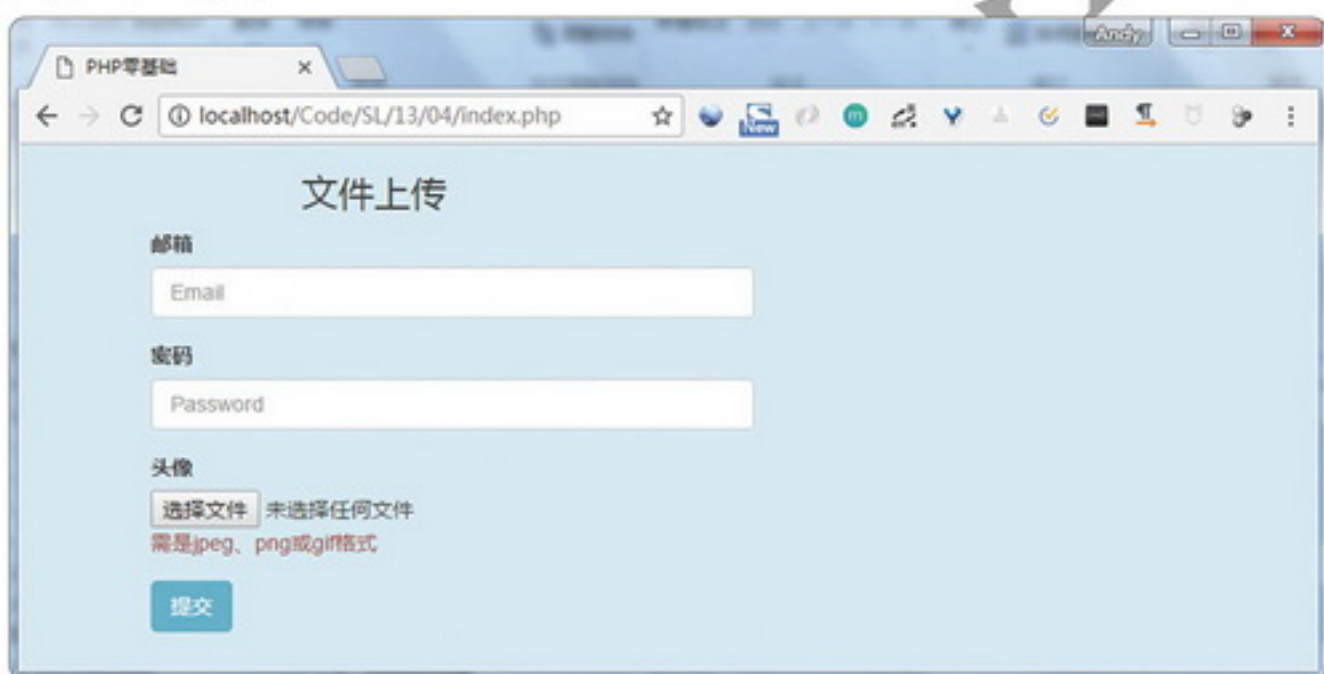 Andy
PHP零基础
localhost/Code/SL/13/04/index.php
New
文件上传
邮箱
Email
密码
Password
头像
选择文件 未选择任何文件
需是jpeg、png或gif格式
提交